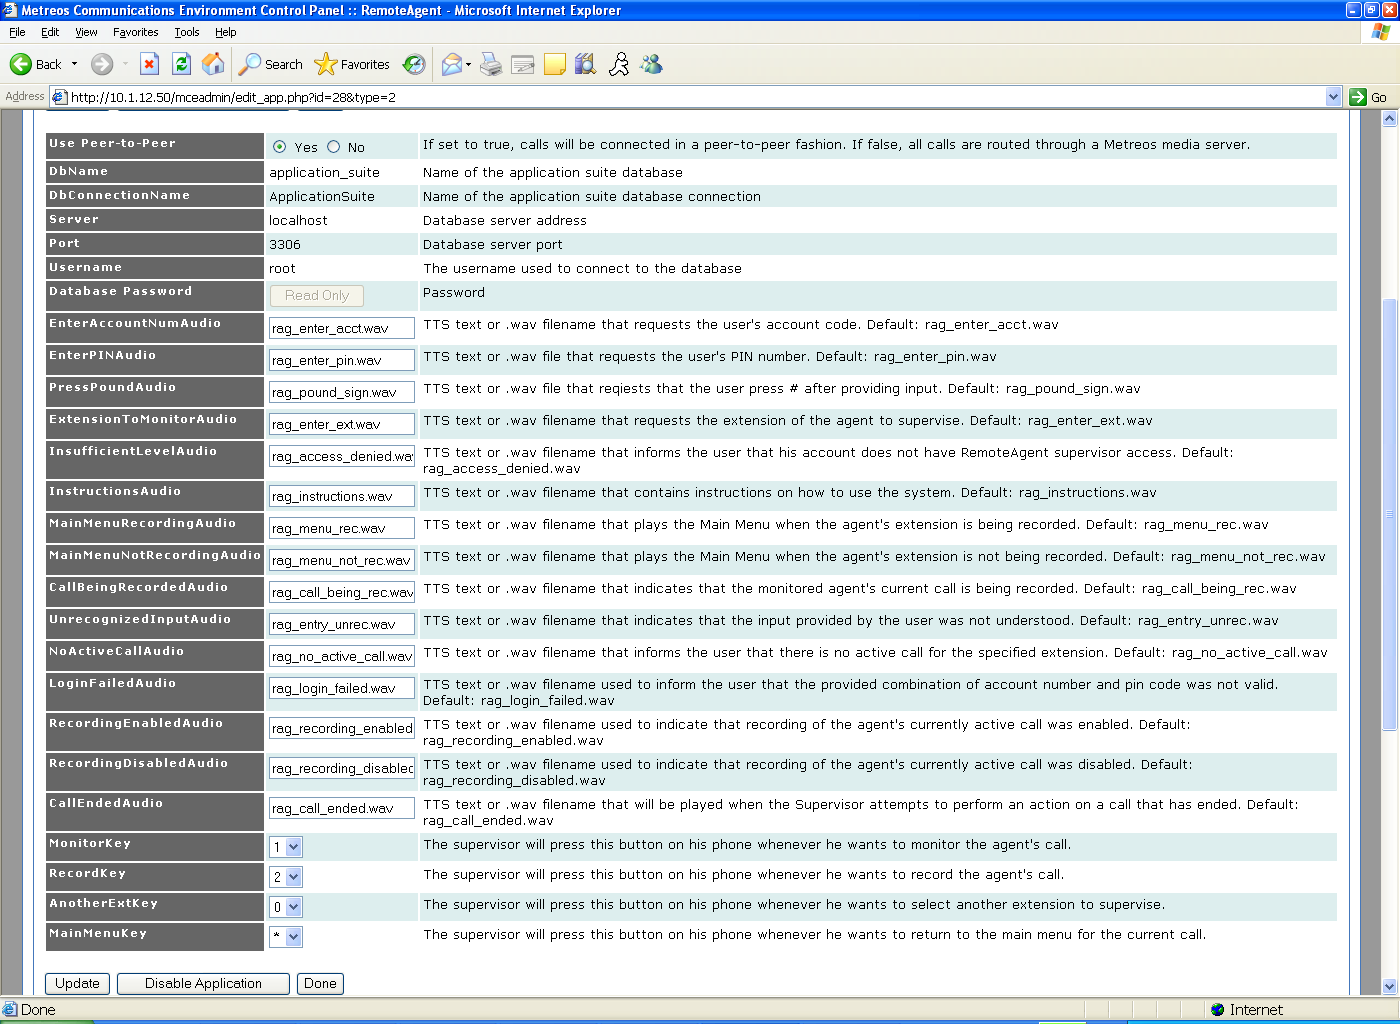 Metreos Communications Environment Control Panel :: RemoteAgent - Microsoft Internet Explorer
File Edit View Favorites Tools Help
Back Search Favorites
Address http://10.1.12.50/mceadmin/edit_app.php?id=28&type=2 Go
Use Peer-to-Peer Yes No If set to true, calls will be connected in a peer-to-peer fashion. If false, all calls are routed through a Metreos media server.
DbName application_suite Name of the application suite database
DbConnectionName ApplicationSuite Name of the application suite database connection
Server localhost Database server address
Port 3306 Database server port
Username root The username used to connect to the database
Database Password Read Only Password
EnterAccountNumAudio rag_enter_acct.wav TTS text or .wav filename that requests the user's account code. Default: rag_enter_acct.wav
EnterPINAudio rag_enter_pin.wav TTS text or .wav file that requests the user's PIN number. Default: rag_enter_pin.wav
PressPoundAudio rag_pound_sign.wav TTS text or .wav file that reqiests that the user press # after providing input. Default: rag_pound_sign.wav
ExtensionToMonitorAudio rag_enter_ext.wav TTS text or .wav filename that requests the extension of the agent to supervise. Default: rag_enter_ext.wav
InsufficientLevelAudio rag_access_denied.wa TTS text or .wav filename that informs the user that his account does not have RemoteAgent supervisor access. Default:
rag_access_denied.wav
InstructionsAudio rag_instructions.wav TTS text or .wav filename that contains instructions on how to use the system. Default: rag_instructions.wav
MainMenuRecordingAudio rag_menu_rec.wav TTS text or .wav filename that plays the Main Menu when the agent's extension is being recorded. Default: rag_menu_rec.wav
MainMenuNotRecordingAudio rag_menu_not_rec.wav TTS text or .wav filename that plays the Main Menu when the agent's extension is not being recorded. Default: rag_menu_not_rec.wav
CallBeingRecordedAudio rag_call_being_rec.wav TTS text or .wav filename that indicates that the monitored agent's current call is being recorded. Default: rag_call_being_rec.wav
UnrecognizedInputAudio rag_entry_unrec.wav TTS text or .wav filename that indicates that the input provided by the user was not understood. Default: rag_entry_unrec.wav
NoActiveCallAudio rag_no_active_call.wav TTS text or .wav filename that informs the user that there is no active call for the specified extension. Default: rag_no_active_call.wav
LoginFailedAudio rag_login_failed.wav TTS text or .wav filename used to inform the user that the provided combination of account number and pin code was not valid.
Default: rag_login_failed.wav
RecordingEnabledAudio rag_recording_enabled TTS text or .wav filename used to indicate that recording of the agent's currently active call was enabled. Default:
rag_recording_enabled.wav
RecordingDisabledAudio rag_recording_disabled TTS text or .wav filename used to indicate that recording of the agent's currently active call was disabled. Default:
rag_recording_disabled.wav
CallEndedAudio rag_call_ended.wav TTS text or .wav filename that will be played when the Supervisor attempts to perform an action on a call that has ended. Default:
rag_call_ended.wav
MonitorKey 1 The supervisor will press this button on his phone whenever he wants to monitor the agent's call.
RecordKey 2 The supervisor will press this button on his phone whenever he wants to record the agent's call.
AnotherExtKey 0 The supervisor will press this button on his phone whenever he wants to select another extension to supervise.
MainMenuKey * The supervisor will press this button on his phone whenever he wants to return to the main menu for the current call.
Update Disable Application Done
Done Internet